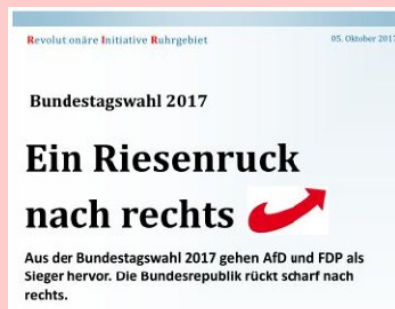 Revolutionäre Initiative Ruhrgebiet
05. Oktober 2017
Bundestagswahl 2017
Ein Riesenruck
nach rechts
Aus der Bundestagswahl 2017 gehen AfD und FDP als
Sieger hervor. Die Bundesrepublik rückt scharf nach
rechts.